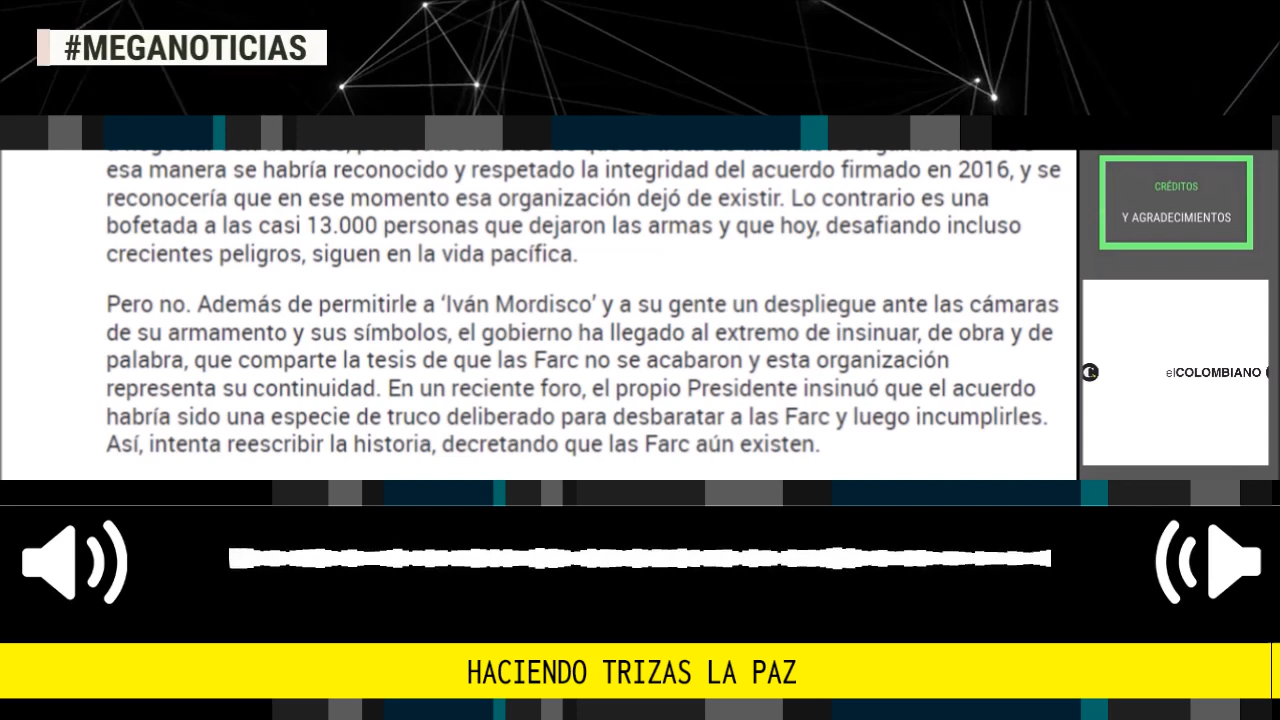 #MEGANOTICIAS
esa manera se habría reconocido y respetado la integridad del acuerdo firmado en 2016, y se
reconocería que en ese momento esa organización dejó de existir. Lo contrario es una
bofetada a las casi 13.000 personas que dejaron las armas y que hoy, desafiando incluso
crecientes peligros, siguen en la vida pacífica.
Pero no. Además de permitirle a ‘Iván Mordisco’ y a su gente un despliegue ante las cámaras
de su armamento y sus símbolos, el gobierno ha llegado al extremo de insinuar, de obra y de
palabra, que comparte la tesis de que las Farc no se acabaron y esta organización
representa su continuidad. En un reciente foro, el propio Presidente insinuó que el acuerdo
habría sido una especie de truco deliberado para desbaratar a las Farc y luego incumplirles.
Así, intenta reescribir la historia, decretando que las Farc aún existen.
CRÉDITOS
Y AGRADECIMIENTOS
elCOLOMBIANO
HACIENDO TRIZAS LA PAZ